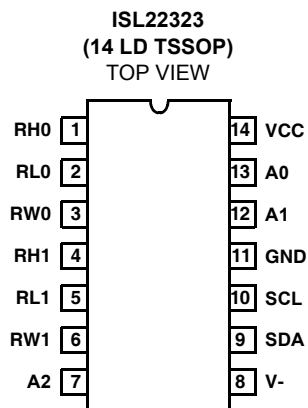 ISL22323
(14 LD TSSOP)
TOP VIEW
RH0 1 14 VCC
RL0 2 13 A0
RW0 3 12 A1
RH1 4 11 GND
RL1 5 10 SCL
RW1 6 9 SDA
A2 7 8 V-